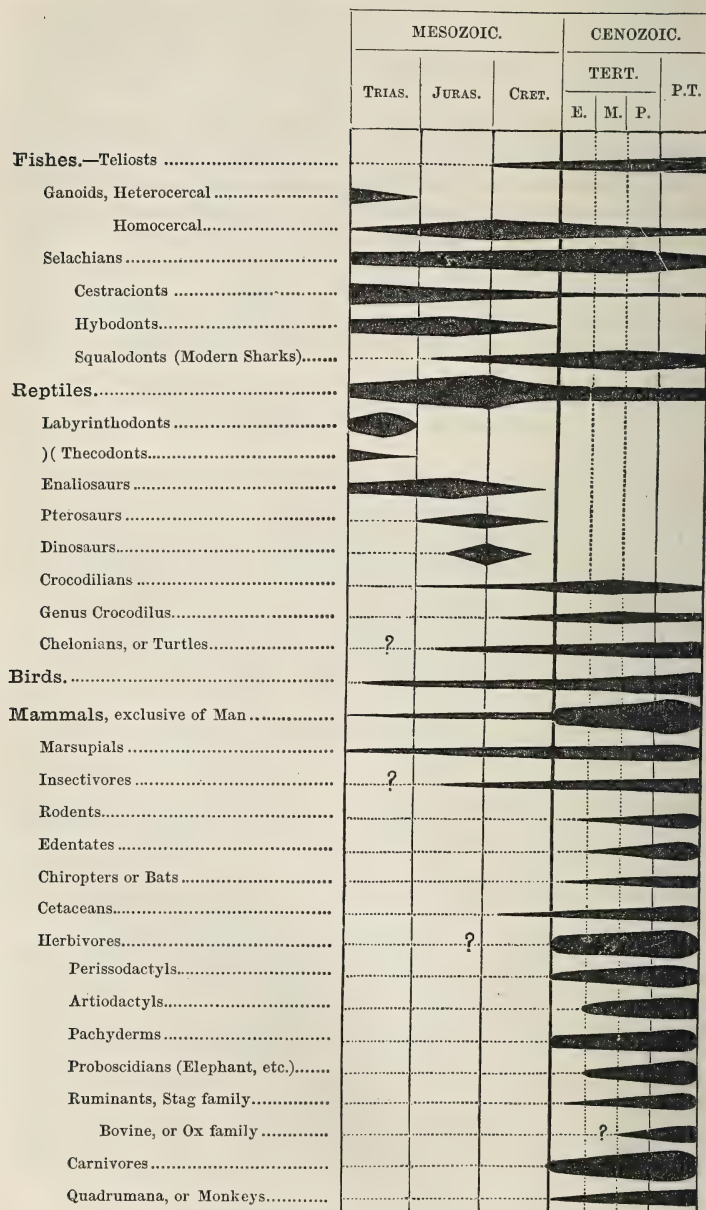 MESOZOIC. CENOZOIC.
TERT.
TRIAS. JURAS. CRET. P.T.
E. M. P.
Fishes.—Teliosts
Ganoids, Heterocercal
Homocercal
Selachians
Cestracionts
Hybodonts
Squalodonts (Modern Sharks)
Reptiles.
Labyrinthodonts
)( Thecodonts
Enaliosaurs
Pterosaurs
Dinosaurs
Crocodilians
Genus Crocodilus
Chelonians, or Turtles ?
Birds.
Mammals, exclusive of Man
Marsupials
Insectivores ?
Rodents
Edentates
Chiropters or Bats
Cetaceans
Herbivores ?
Perissodactyls
Artiodactyls
Pachyderms
Proboscidians (Elephant, etc.)
Ruminants, Stag family
Bovine, or Ox family ?
Carnivores
Quadrumana, or Monkeys